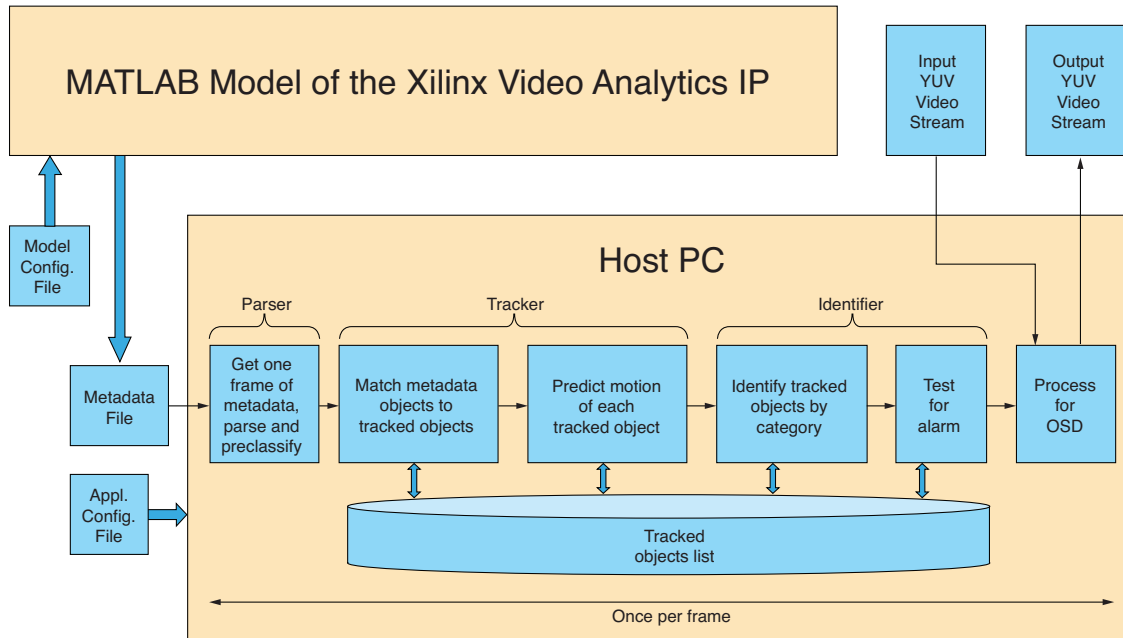 MATLAB Model of the Xilinx Video Analytics IP
Input
YUV
Video
Stream
Output
YUV
Video
Stream
Model
Config.
File
Host PC
Parser
Tracker
Identifier
Metadata
File
Get one
frame of
metadata,
parse and
preclassify
Match metadata
objects to
tracked objects
Predict motion
of each
tracked object
Identify tracked
objects by
category
Test
for
alarm
Process
for
OSD
Appl.
Config.
File
Tracked
objects list
Once per frame